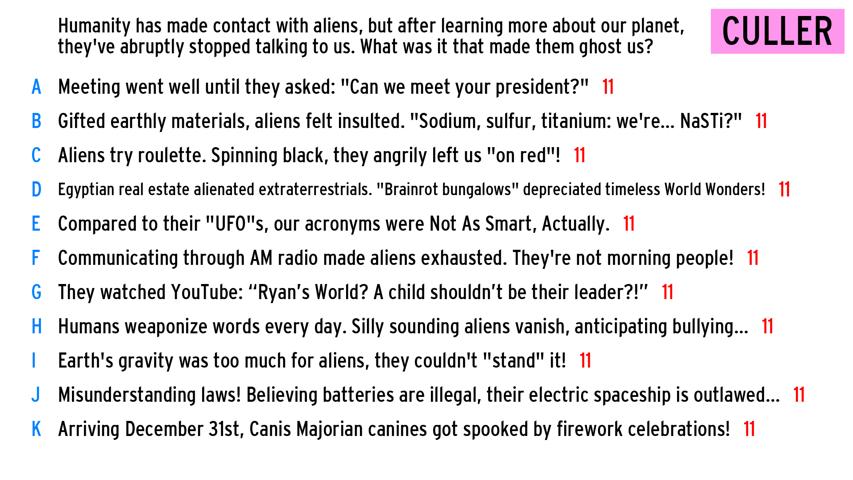 Humanity has made contact with aliens, but after learning more about our planet,
they've abruptly stopped talking to us. What was it that made them ghost us?
CULLER
A Meeting went well until they asked: "Can we meet your president?" 11
B Gifted earthly materials, aliens felt insulted. "Sodium, sulfur, titanium: we're... NaSTi?" 11
C Aliens try roulette. Spinning black, they angrily left us "on red"! 11
D Egyptian real estate alienated extraterrestrials. "Brainrot bungalows" depreciated timeless World Wonders! 11
E Compared to their "UFO"s, our acronyms were Not As Smart, Actually. 11
F Communicating through AM radio made aliens exhausted. They're not morning people! 11
G They watched YouTube: “Ryan’s World? A child shouldn’t be their leader?!” 11
H Humans weaponize words every day. Silly sounding aliens vanish, anticipating bullying... 11
I Earth's gravity was too much for aliens, they couldn't "stand" it! 11
J Misunderstanding laws! Believing batteries are illegal, their electric spaceship is outlawed... 11
K Arriving December 31st, Canis Majorian canines got spooked by firework celebrations! 11